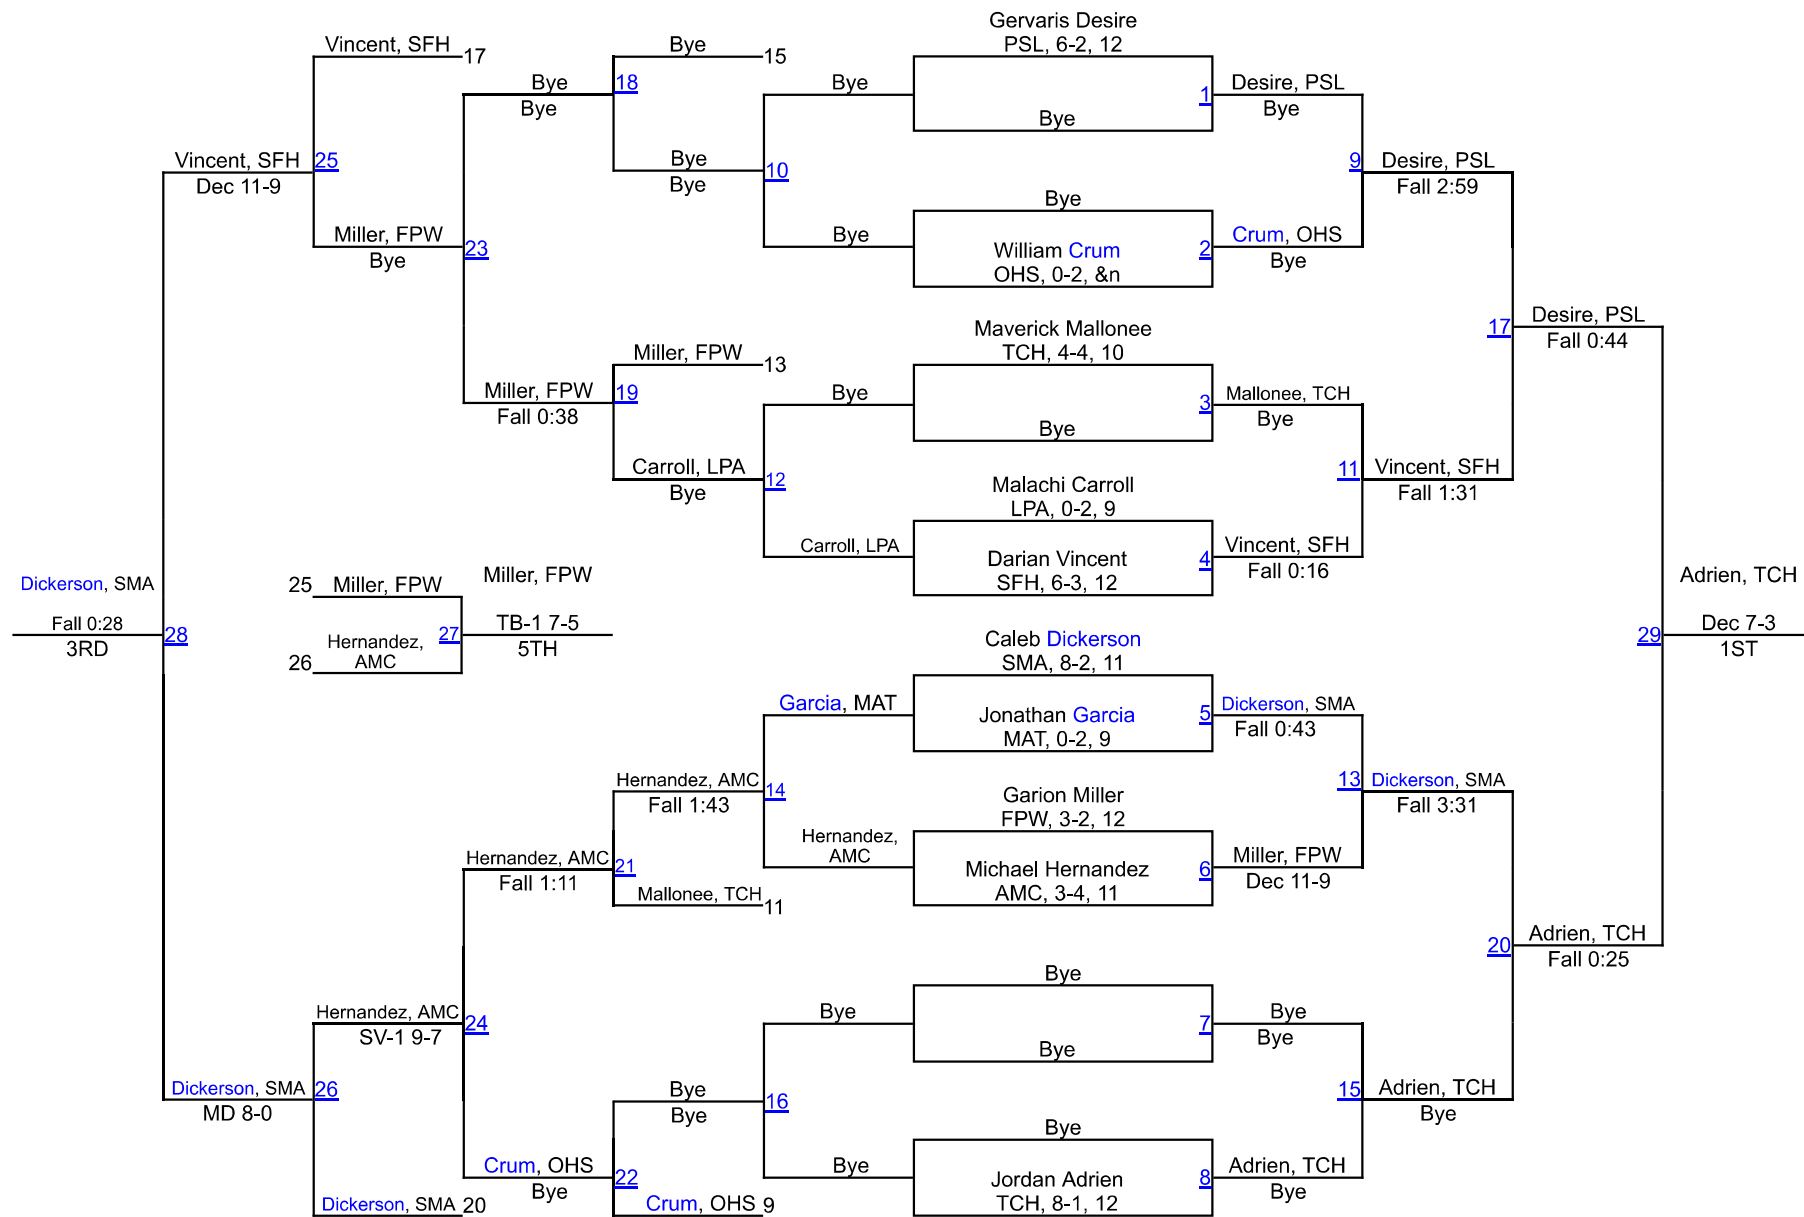 Gervaris Desire
Vincent, SFH
17
Bye
15
PSL, 6-2, 12
Bye
18
Bye
Bye
1
Desire, PSL
Bye
Bye
Bye
Vincent, SFH
25
Dec 11-9
Bye
10
Bye
9
Desire, PSL
Fall 2:59
Bye
Miller, FPW
23
Bye
Bye
William Crum
2
Crum, OHS
Bye
OHS, 0-2, &n
Maverick Mallonee
Desire, PSL
17
Fall 0:44
Miller, FPW
13
TCH, 4-4, 10
Miller, FPW
19
Fall 0:38
Bye
3
Mallonee, TCH
Bye
Bye
Carroll, LPA
12
Bye
Malachi Carroll
LPA, 0-2, 9
11
Vincent, SFH
Fall 1:31
Carroll, LPA
Darian Vincent
4
Vincent, SFH
Fall 0:16
SFH, 6-3, 12
Dickerson, SMA
Fall 0:28
28
3RD
25
Miller, FPW
Miller, FPW
Hernandez,
AMC
27
TB-1 7-5
5TH
26
Adrien, TCH
29
Dec 7-3
1ST
Caleb Dickerson
SMA, 8-2, 11
Garcia, MAT
Jonathan Garcia
5
Dickerson, SMA
Fall 0:43
MAT, 0-2, 9
Hernandez, AMC
14
Fall 1:43
Garion Miller
FPW, 3-2, 12
13
Dickerson, SMA
Fall 3:31
Hernandez,
AMC
Hernandez, AMC
21
Fall 1:11
Michael Hernandez
6
Miller, FPW
Dec 11-9
AMC, 3-4, 11
Mallonee, TCH
11
20
Adrien, TCH
Fall 0:25
Bye
Hernandez, AMC
24
SV-1 9-7
Bye
7
Bye
Bye
Bye
Dickerson, SMA
26
MD 8-0
Bye
16
Bye
15
Adrien, TCH
Bye
Bye
Crum, OHS
22
Bye
Bye
Jordan Adrien
8
Adrien, TCH
Bye
TCH, 8-1, 12
Dickerson, SMA
20
Crum, OHS
9